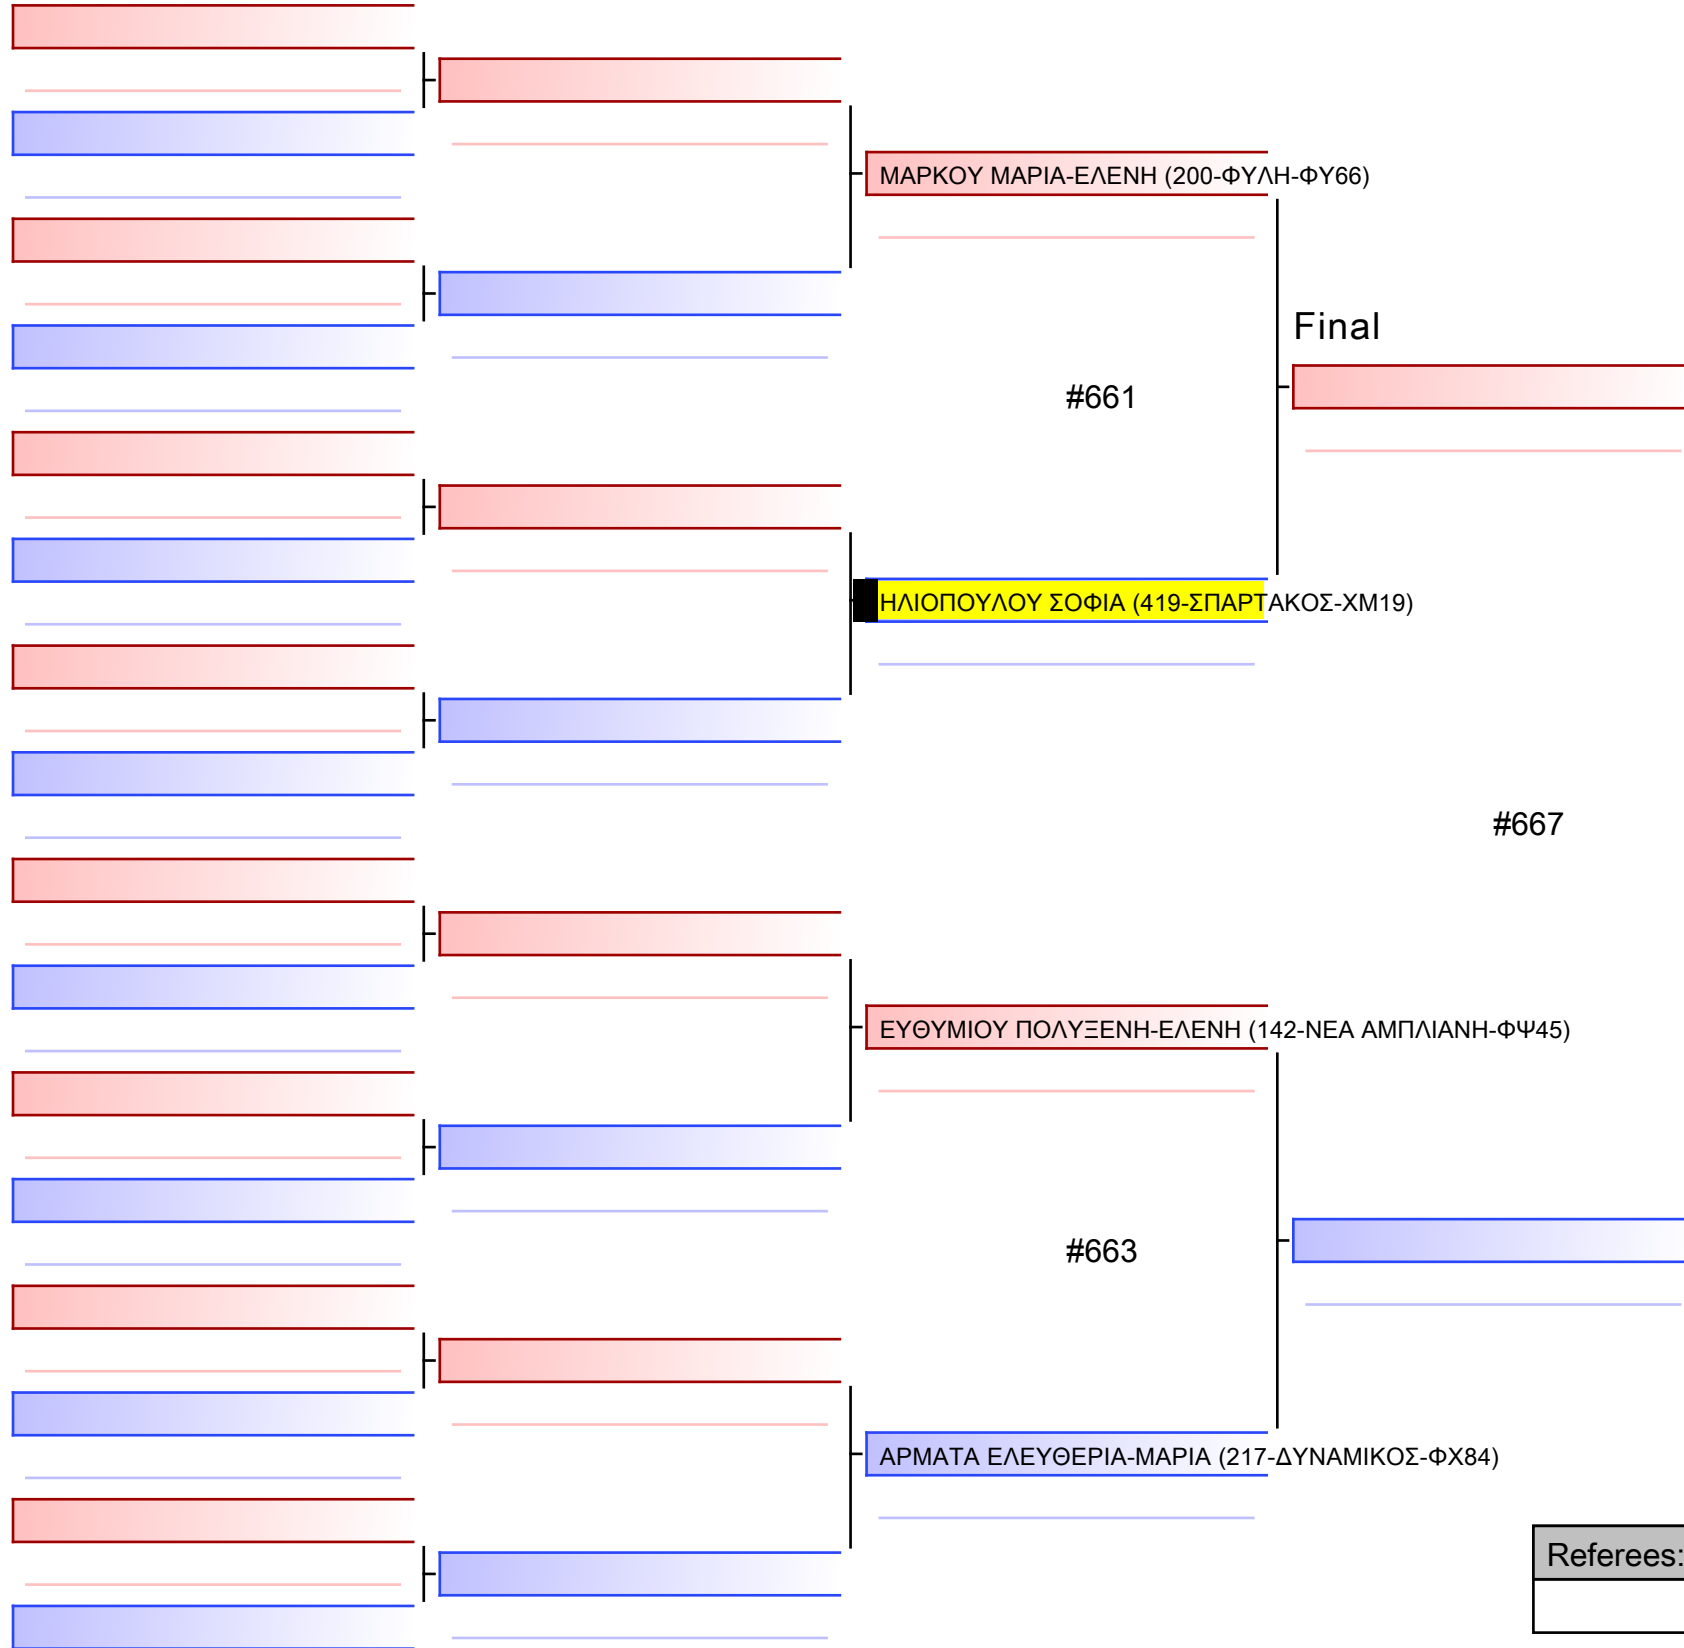 ΜΑΡΚΟΥ ΜΑΡΙΑ-ΕΛΕΝΗ (200-ΦΥΛΗ-ΦΥ66)
Final
#661
ΗΛΙΟΠΟΥΛΟΥ ΣΟΦΙΑ (419-ΣΠΑΡΤΑΚΟΣ-ΧΜ19)
#667
ΕΥΘΥΜΙΟΥ ΠΟΛΥΞΕΝΗ-ΕΛΕΝΗ (142-ΝΕΑ ΑΜΠΛΙΑΝΗ-ΦΨ45)
#663
ΑΡΜΑΤΑ ΕΛΕΥΘΕΡΙΑ-ΜΑΡΙΑ (217-ΔΥΝΑΜΙΚΟΣ-ΦΧ84)
Referees: